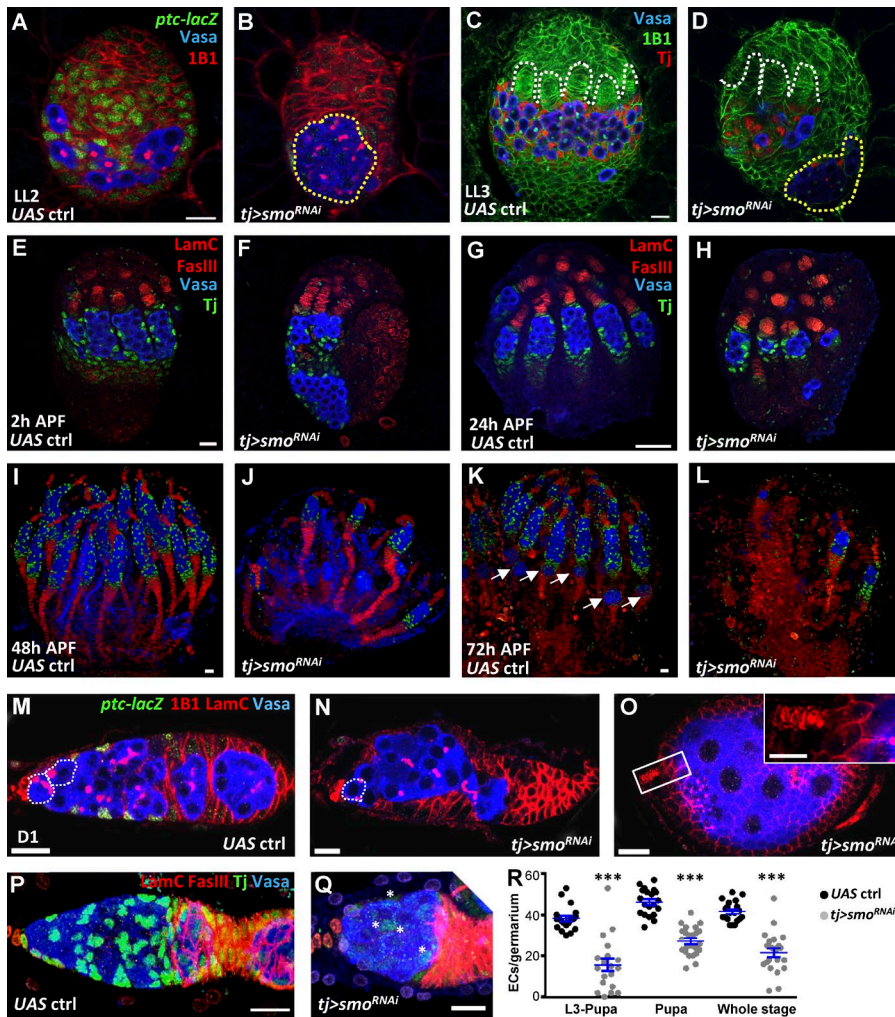 A
ptc-lacZ
Vasa
1B1
LL2
UAS ctrl
B
tj>smoRNAi
C
Vasa
1B1
Tj
LL3
UAS ctrl
D
tj>smoRNAi
E
LamC
FasIII
Vasa
Tj
2h APF
UAS ctrl
F
tj>smoRNAi
G
LamC
FasIII
Vasa
Tj
24h APF
UAS ctrl
H
tj>smoRNAi
I
48h APF
UAS ctrl
J
tj>smoRNAi
K
72h APF
UAS ctrl
L
tj>smoRNAi
M
ptc-lacZ 1B1 LamC Vasa
D1
UAS ctrl
N
tj>smoRNAi
O
tj>smoRNA
P
LamC FasIII Tj Vasa
UAS ctrl
Q
* * * *
tj>smoRNAi
R
ECs/germarium
60
40
20
0
*** *** ***
UAS ctrl
tj>smoRNAi
L3-Pupa Pupa Whole stage